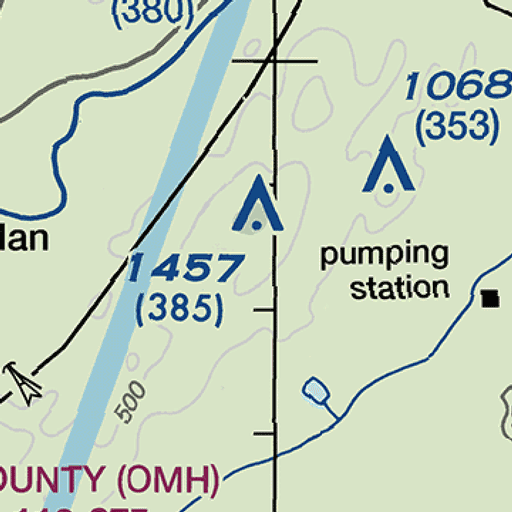 (380)
1068
(353)
lan
pumping
station
1457
(385)
500
OUNTY (OMH)